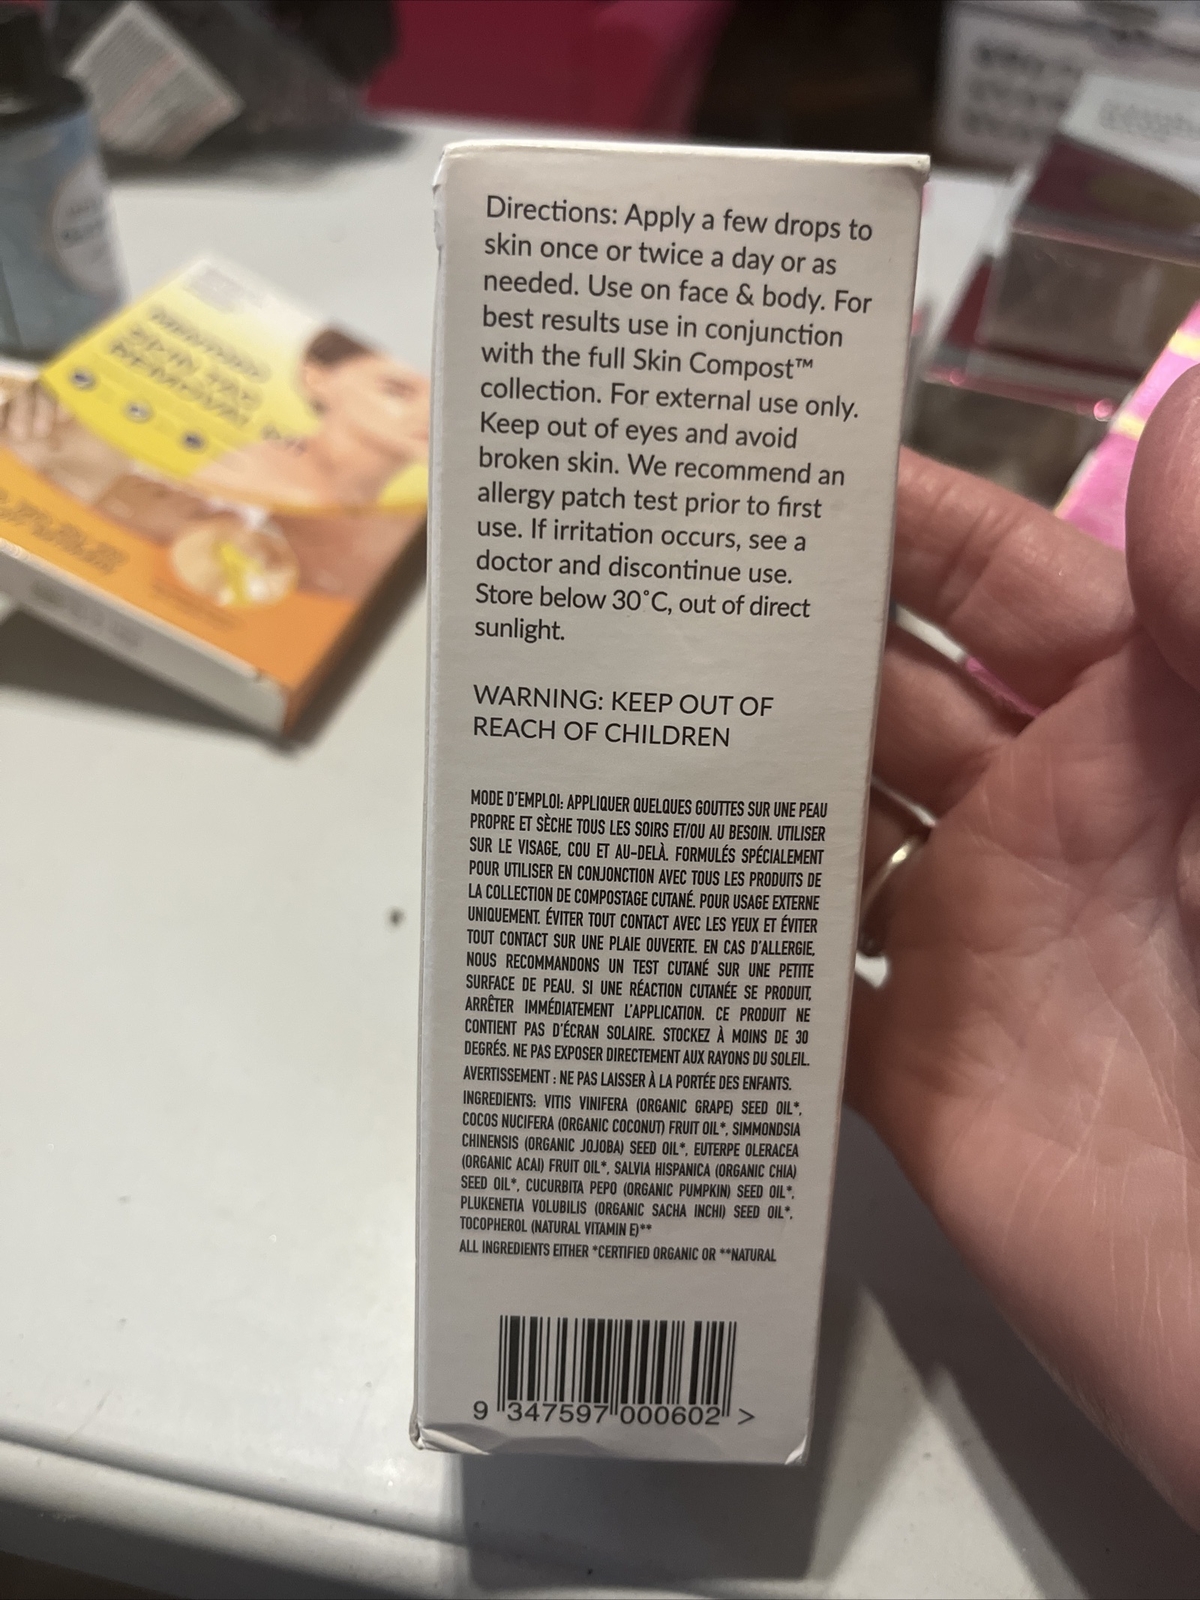 Directions: Apply a few drops to
skin once or twice a day or as
needed. Use on face & body. For
best results use in conjunction
with the full Skin Compost™
collection. For external use only.
Keep out of eyes and avoid
broken skin. We recommend an
allergy patch test prior to first
use. If irritation occurs, see a
doctor and discontinue use.
Store below 30˚C, out of direct
sunlight.
WARNING: KEEP OUT OF
REACH OF CHILDREN
MODE D'EMPLOI: APPLIQUER QUELQUES GOUTTES SUR UNE PEAU
PROPRE ET SÈCHE TOUS LES SOIRS ET/OU AU BESOIN. UTILISER
SUR LE VISAGE, COU ET AU-DELÀ. FORMULÉS SPÉCIALEMENT
POUR UTILISER EN CONJONCTION AVEC TOUS LES PRODUITS DE
LA COLLECTION DE COMPOSTAGE CUTANÉ. POUR USAGE EXTERNE
UNIQUEMENT. ÉVITER TOUT CONTACT AVEC LES YEUX ET ÉVITER
TOUT CONTACT SUR UNE PLAIE OUVERTE. EN CAS D'ALLERGIE,
NOUS RECOMMANDONS UN TEST CUTANÉ SUR UNE PETITE
SURFACE DE PEAU. SI UNE RÉACTION CUTANÉE SE PRODUIT,
ARRÊTER IMMÉDIATEMENT L'APPLICATION. CE PRODUIT NE
CONTIENT PAS D'ÉCRAN SOLAIRE. STOCKEZ À MOINS DE 30
DEGRÉS. NE PAS EXPOSER DIRECTEMENT AUX RAYONS DU SOLEIL.
AVERTISSEMENT : NE PAS LAISSER À LA PORTÉE DES ENFANTS.
INGREDIENTS: VITIS VINIFERA (ORGANIC GRAPE) SEED OIL*,
COCOS NUCIFERA (ORGANIC COCONUT) FRUIT OIL*, SIMMONDSIA
CHINENSIS (ORGANIC JOJOBA) SEED OIL*, EUTERPE OLERACEA
(ORGANIC ACAI) FRUIT OIL*, SALVIA HISPANICA (ORGANIC CHIA)
SEED OIL*, CUCURBITA PEPO (ORGANIC PUMPKIN) SEED OIL*,
PLUKENETIA VOLUBILIS (ORGANIC SACHA INCHI) SEED OIL*,
TOCOPHEROL (NATURAL VITAMIN E)**
ALL INGREDIENTS EITHER *CERTIFIED ORGANIC OR **NATURAL
9 347597 000602 >
SKIN TAG
REMOVAL